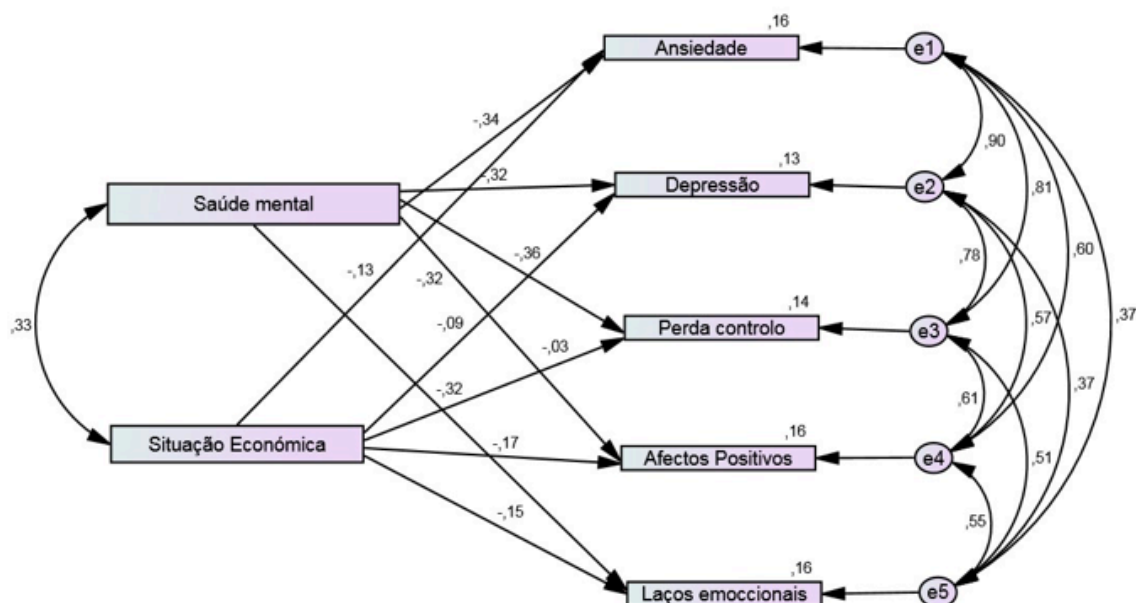 ,16
Ansiedade
e1
-,34
,90
,13
-,32
Depressão
e2
,81
Saúde mental
-,36
,78
,60
-,13
-,32
,14
,33
-,09
Perda controlo
e3
,57
,37
-,03
-,32
,61
,37
,16
Situação Económica
-,17
Afectos Positivos
e4
,51
-,15
,55
,16
Laços emoccionais
e5